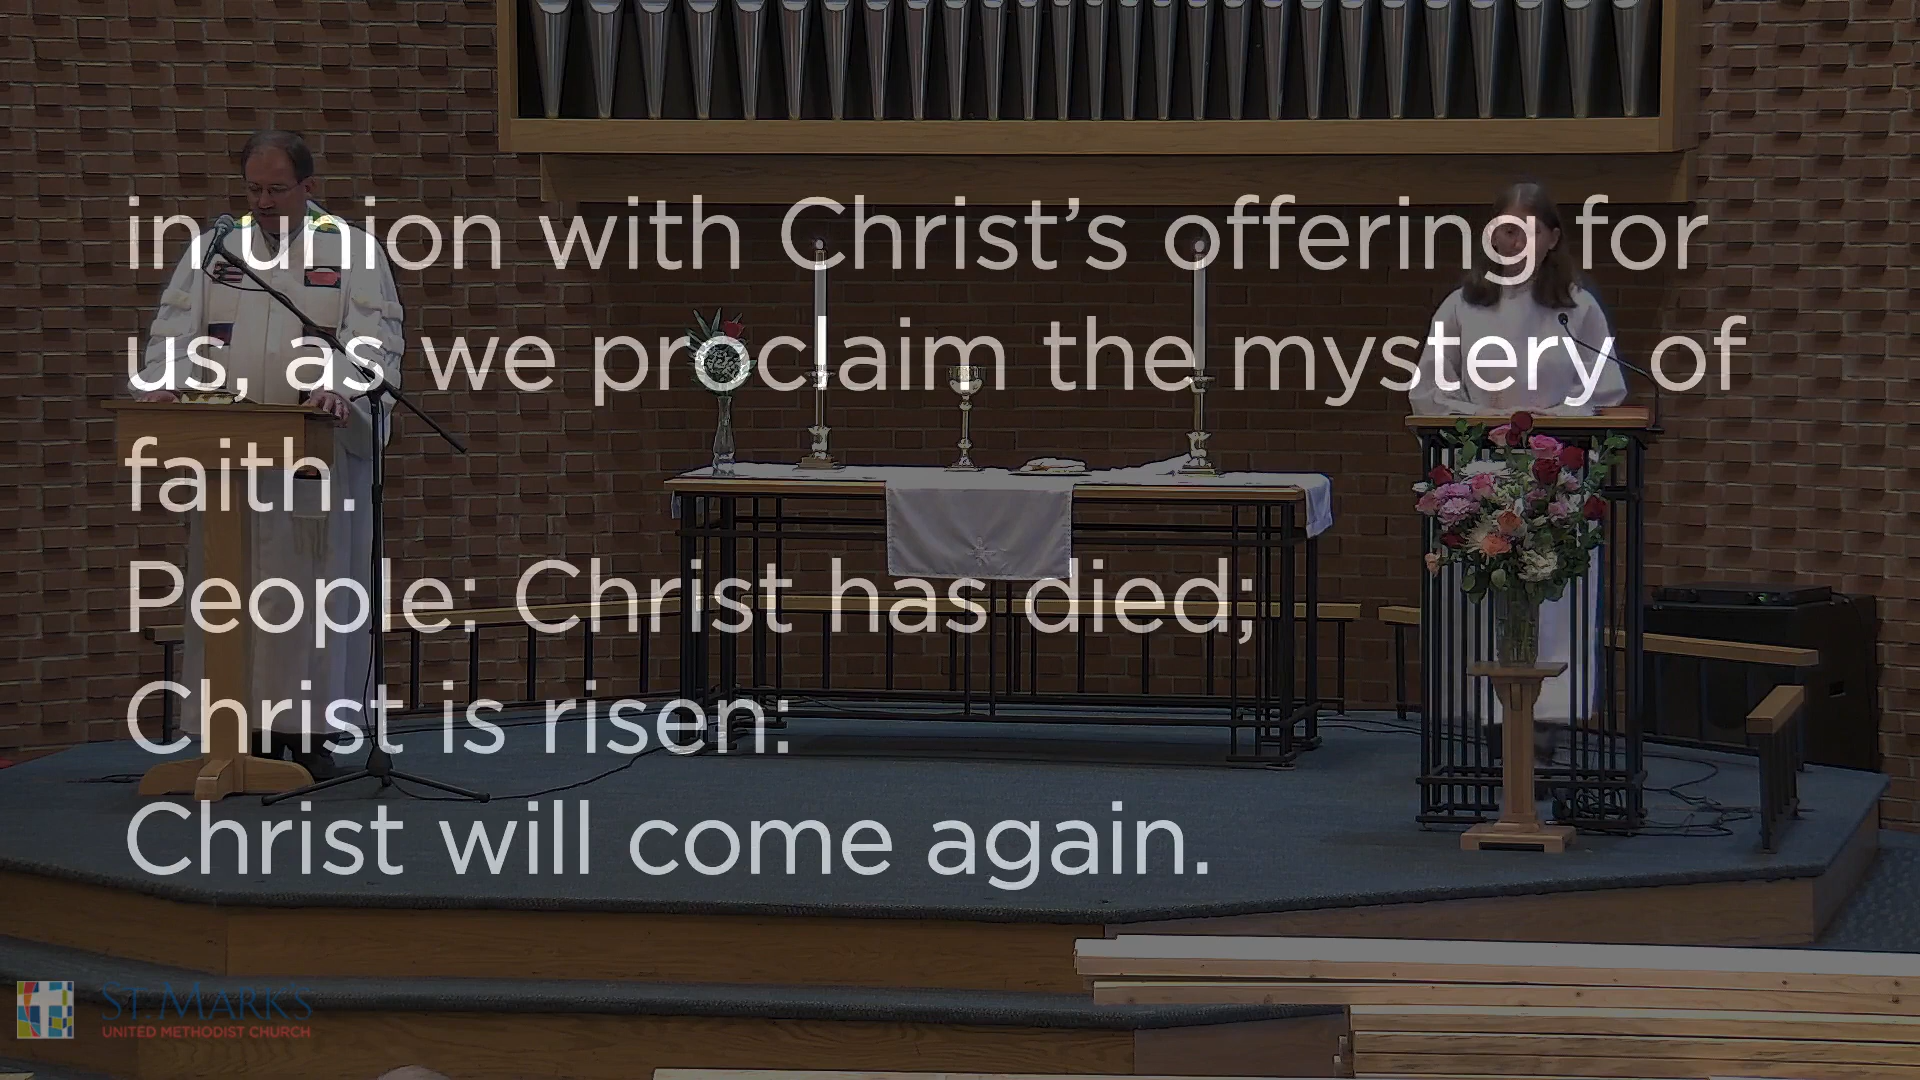 in union with Christ’s offering for
us, as we proclaim the mystery of
faith.
People: Christ has died;
Christ is risen:
Christ will come again.
ST. MARK'S
UNITED METHODIST CHURCH